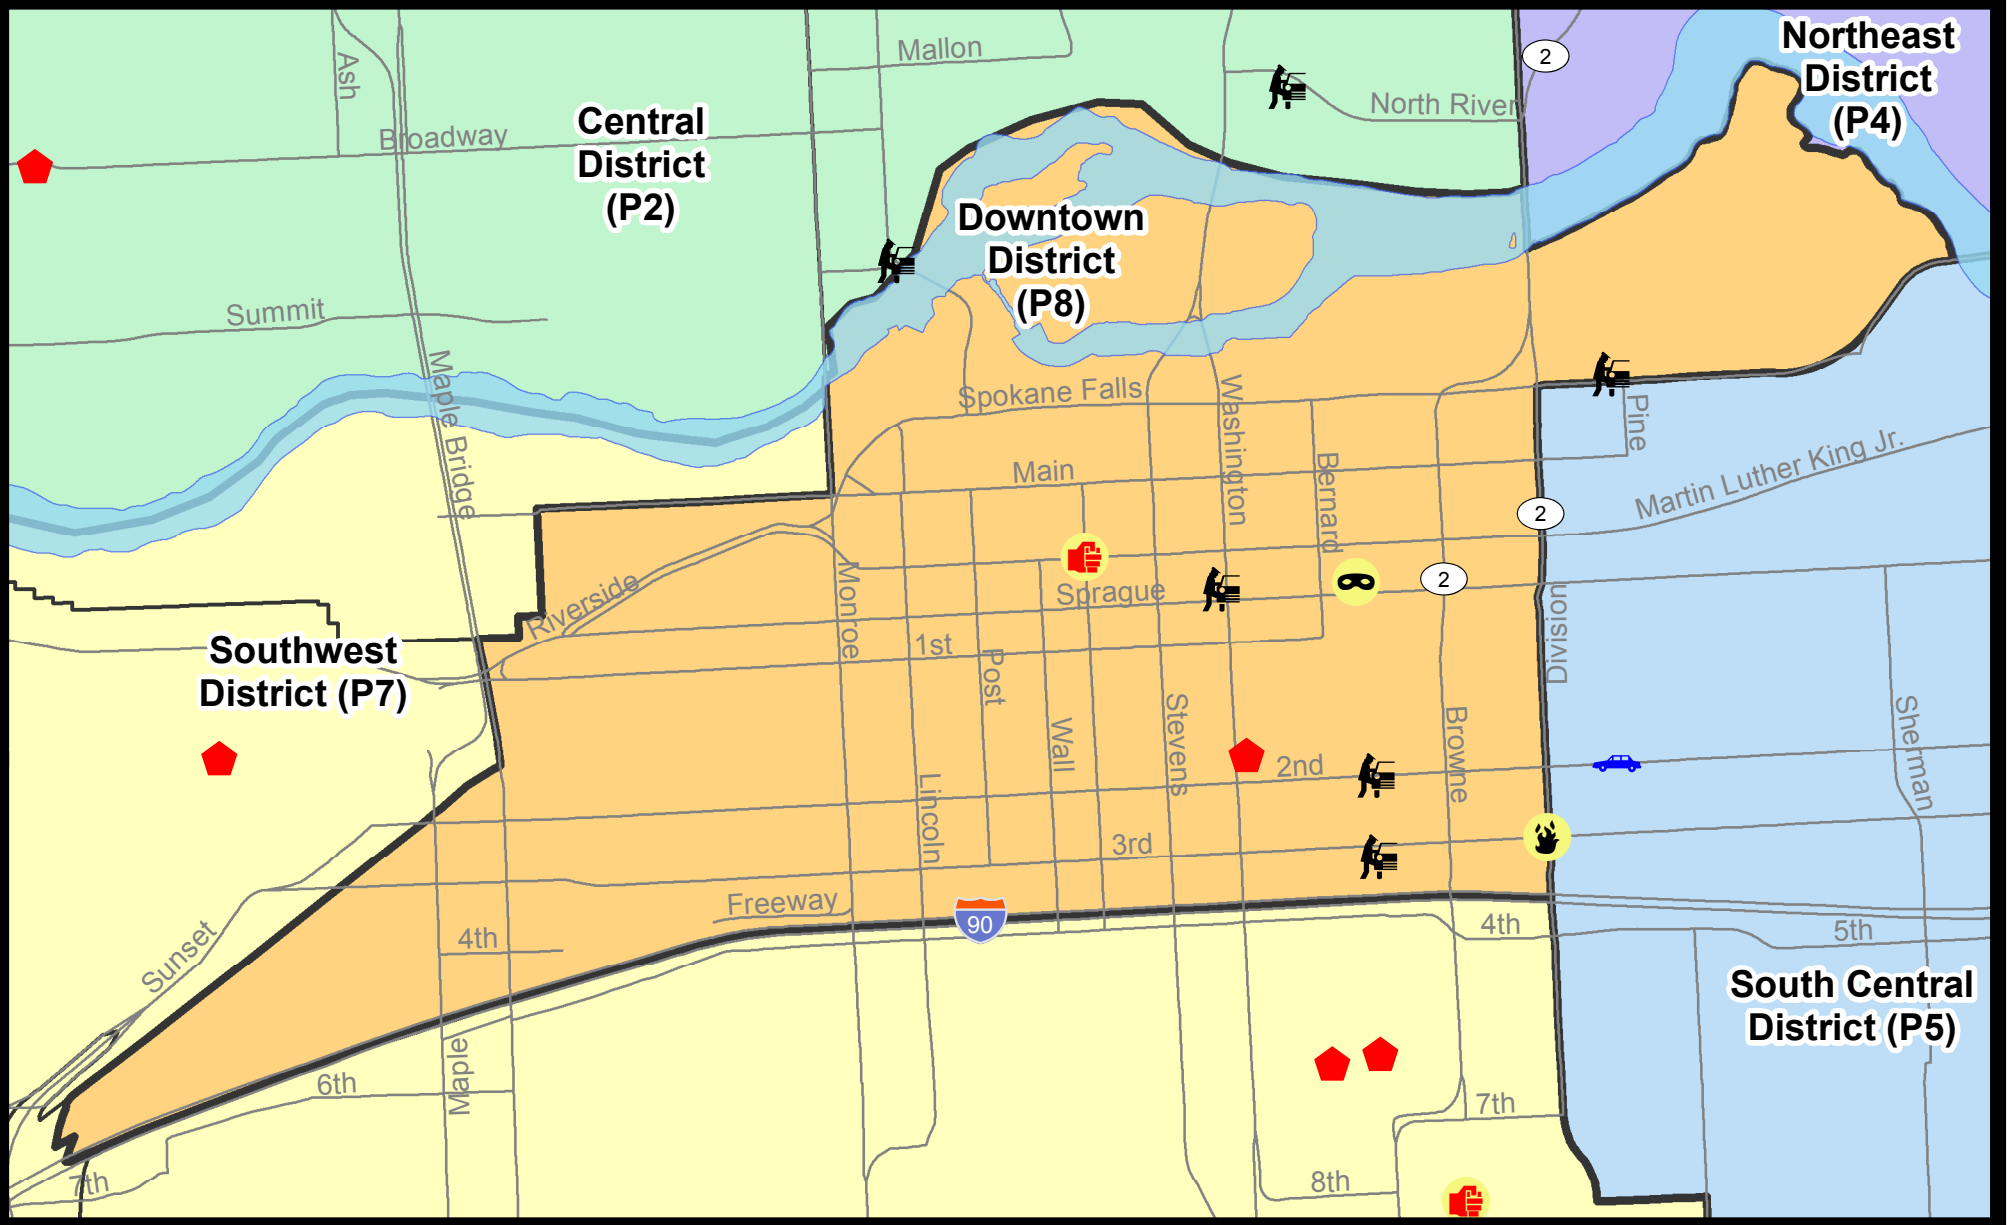 Northeast
District
(P4)
2
Mallon
Ash
North River
Central
District
(P2)
Broadway
Downtown
District
(P8)
Summit
Maple Bridge
Spokane Falls
Washington
Pine
Main
Bernard
Martin Luther King Jr.
2
2
Riverside
Monroe
Sprague
1st
Division
Southwest
District (P7)
Post
Wall
Stevens
Browne
Sherman
2nd
Lincoln
3rd
Freeway
90
4th
4th
5th
Sunset
South Central
District (P5)
Maple
6th
7th
7th
8th